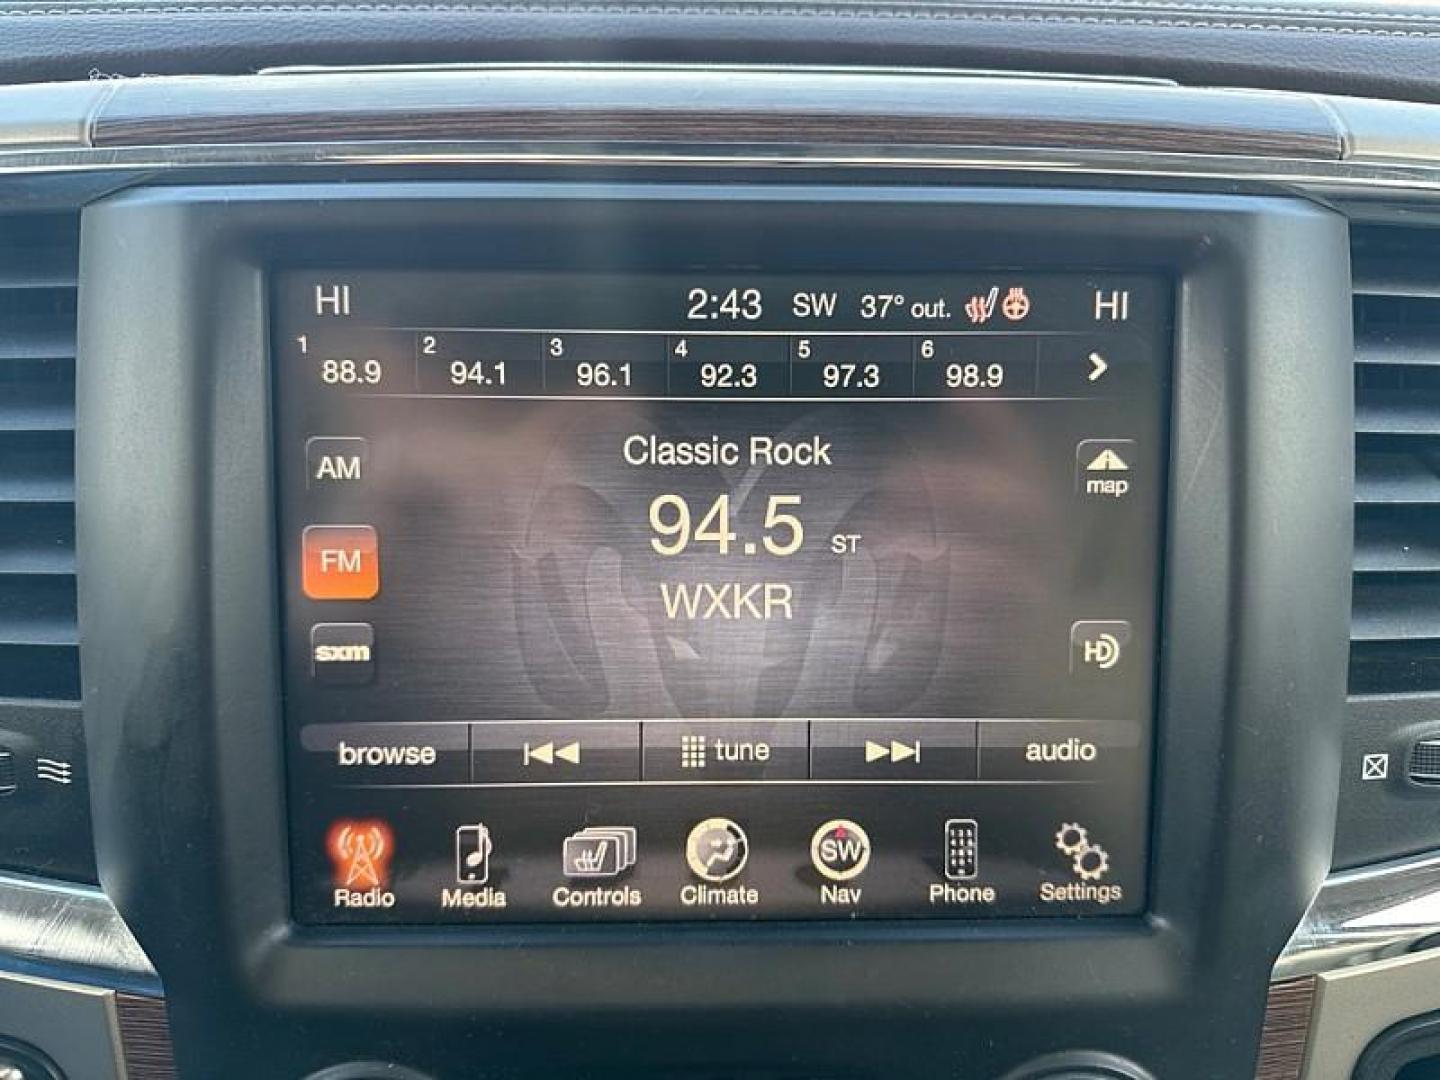 HI 2:43 SW 37° out. HI
1 2 3 4 5 6
88.9 94.1 96.1 92.3 97.3 98.9
Classic Rock
AM map
94.5 ST
FM
WXKR
sxm HD
browse tune audio
SW
Radio Media Controls Climate Nav Phone Settings